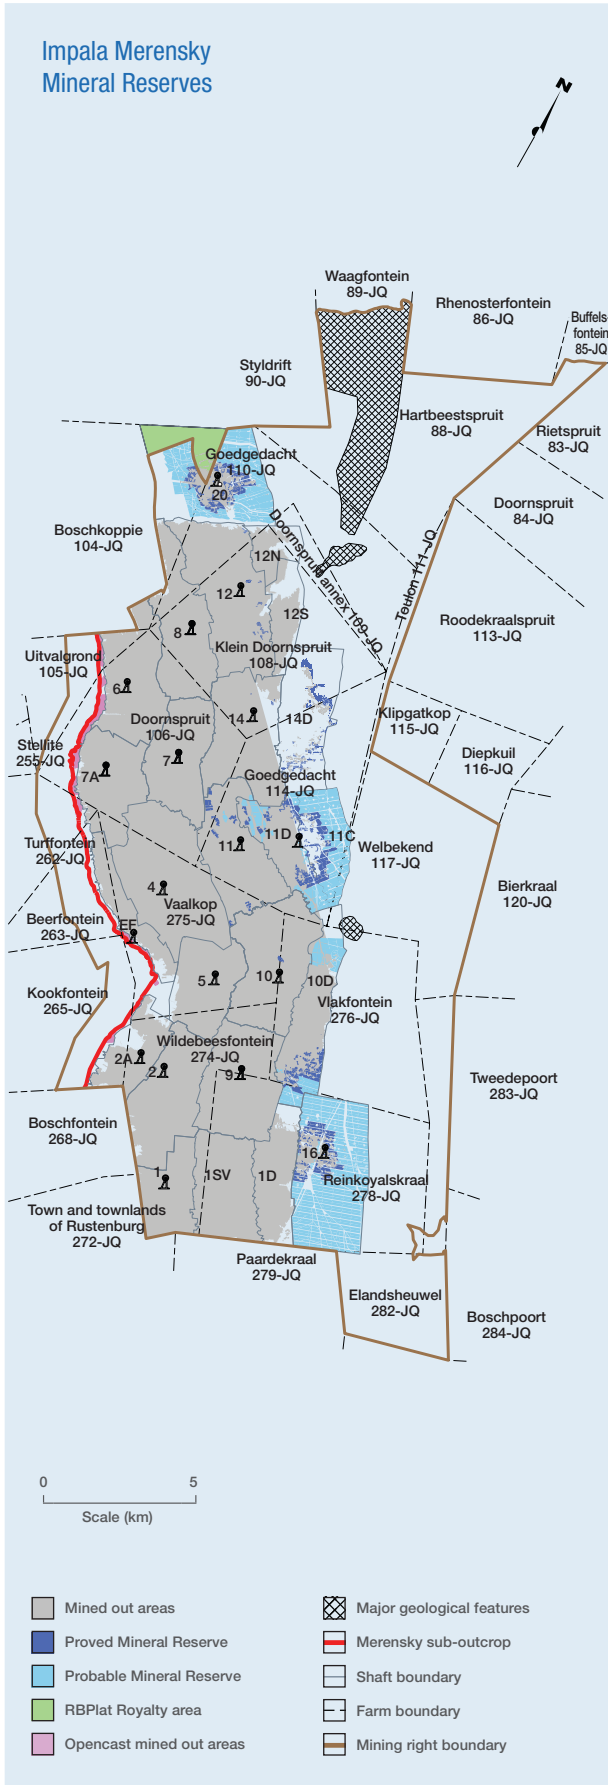 Impala Merensky
Mineral Reserves
N
Waagfontein
89-JQ
Rhenosterfontein
86-JQ
Buffels-
fontein
85-JQ
Styldrift
90-JQ
Hartbeestspruit
88-JQ
Rietspruit
83-JQ
Goedgedacht
110-JQ
20
Doornspruit
84-JQ
Boschkoppie
104-JQ
Doornspruit annex 109-JQ
Teulon 111-JQ
12N
12
12S
Roodekraalspruit
113-JQ
8
Klein Doornspruit
108-JQ
Uitvalgrond
105-JQ
6
Doornspruit
106-JQ
14
14D
Klipgatkop
115-JQ
Stellite
255-JQ
7A
7
Diepkuil
116-JQ
Goedgedacht
114-JQ
Turffontein
262-JQ
11
11D
11C
Welbekend
117-JQ
4
Vaalkop
275-JQ
Bierkraal
120-JQ
Beerfontein
263-JQ
EF
5
10
10D
Kookfontein
265-JQ
Vlakfontein
276-JQ
Wildebeesfontein
274-JQ
2A
2
9
Tweedepoort
283-JQ
Boschfontein
268-JQ
16
1
1SV
1D
Reinkoyalskraal
278-JQ
Town and townlands
of Rustenburg
272-JQ
Paardekraal
279-JQ
Elandsheuwel
282-JQ
Boschpoort
284-JQ
0 5
Scale (km)
Mined out areas
Proved Mineral Reserve
Probable Mineral Reserve
RBPlat Royalty area
Opencast mined out areas
Major geological features
Merensky sub-outcrop
Shaft boundary
Farm boundary
Mining right boundary